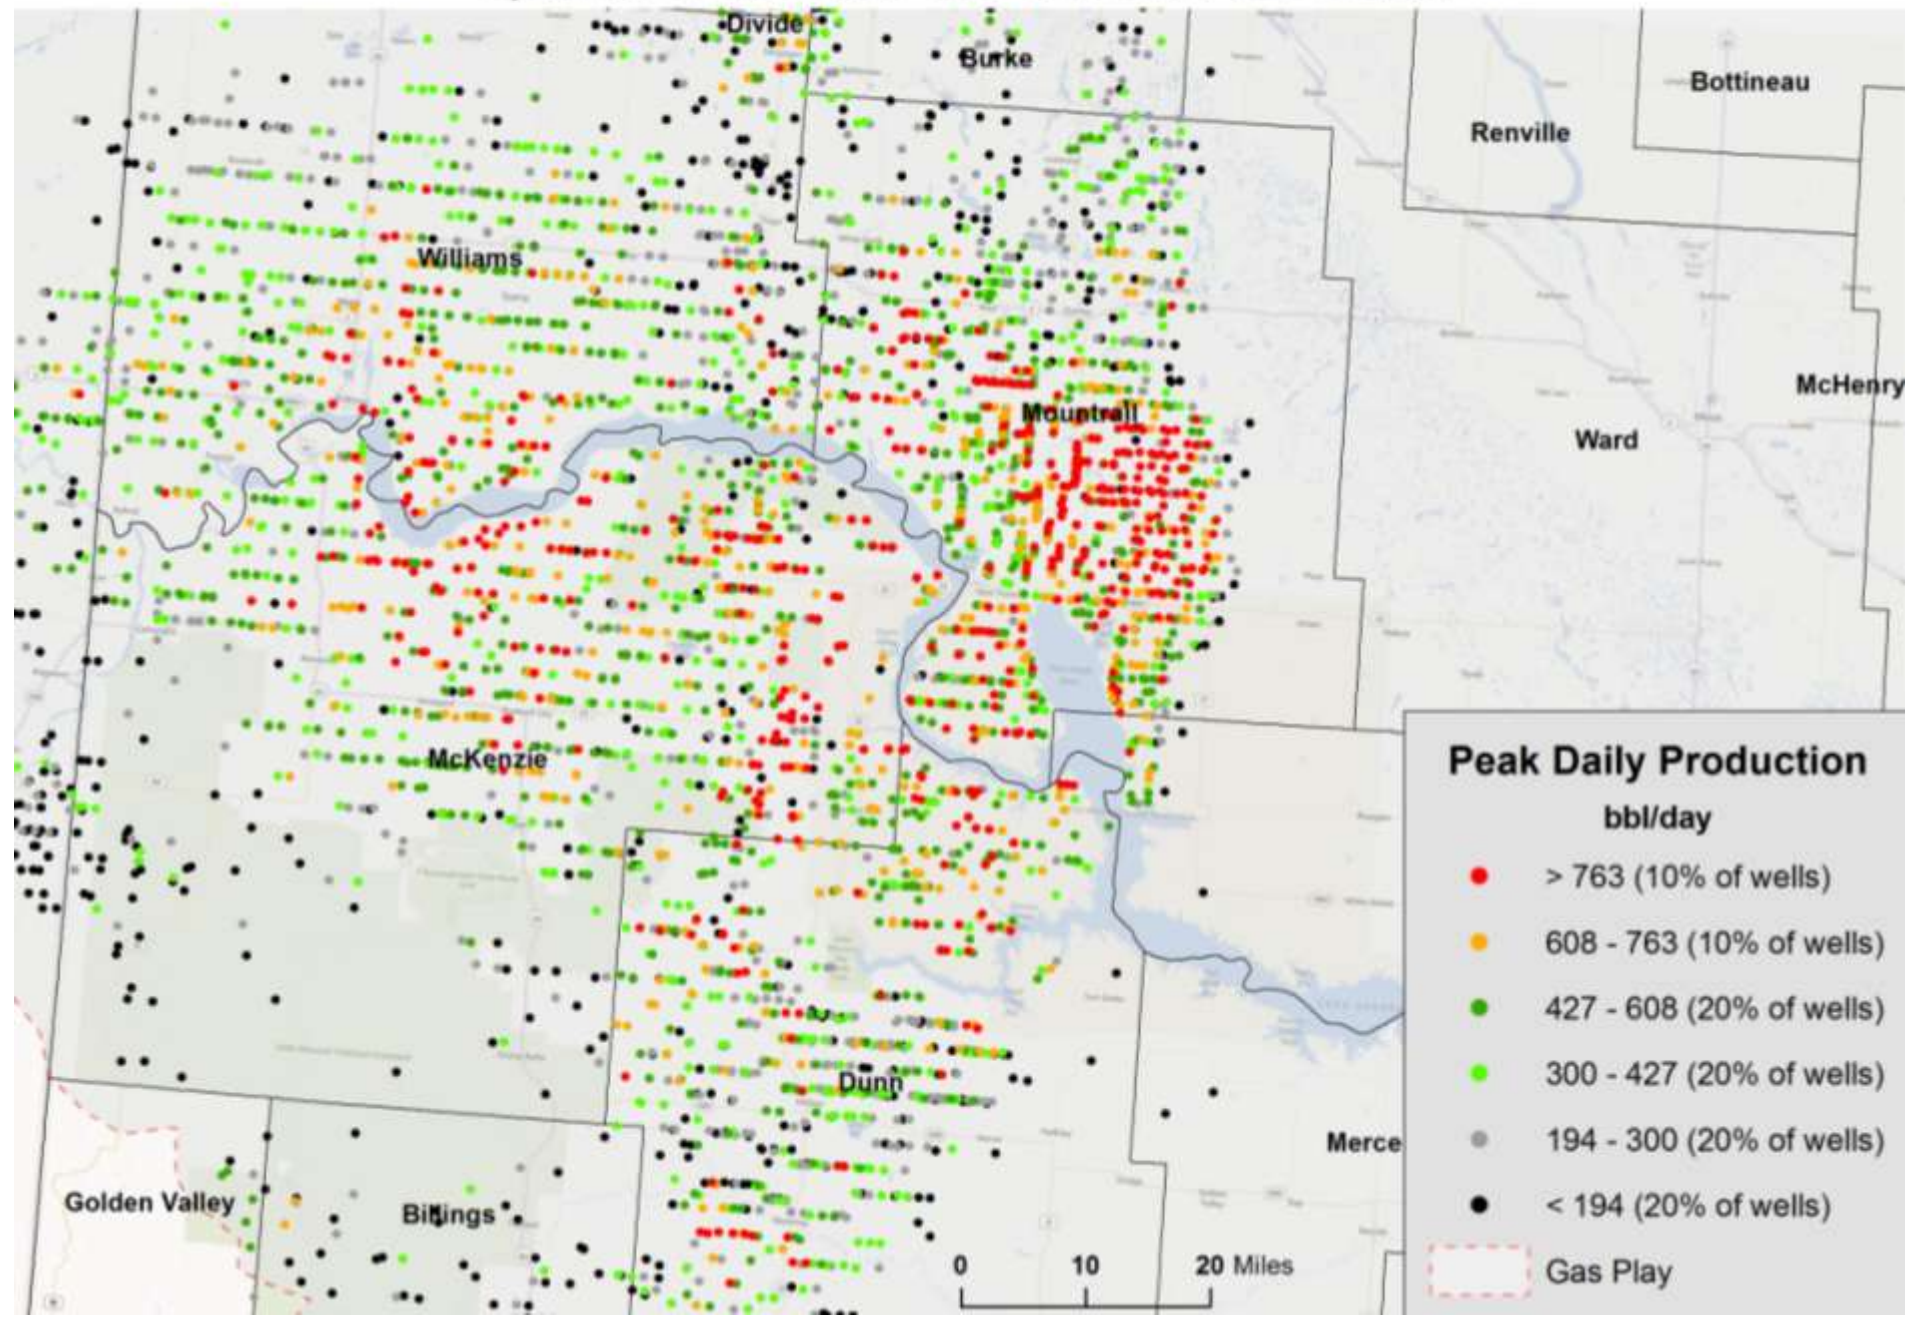 Divide
Burke
Bottineau
Renville
Williams
McHenry
Mountrail
Ward
McKenzie
Dunn
Merce
Golden Valley
Billings
0 10 20 Miles
Peak Daily Production
bbl/day
> 763 (10% of wells)
608 - 763 (10% of wells)
427 - 608 (20% of wells)
300 - 427 (20% of wells)
194 - 300 (20% of wells)
< 194 (20% of wells)
Gas Play